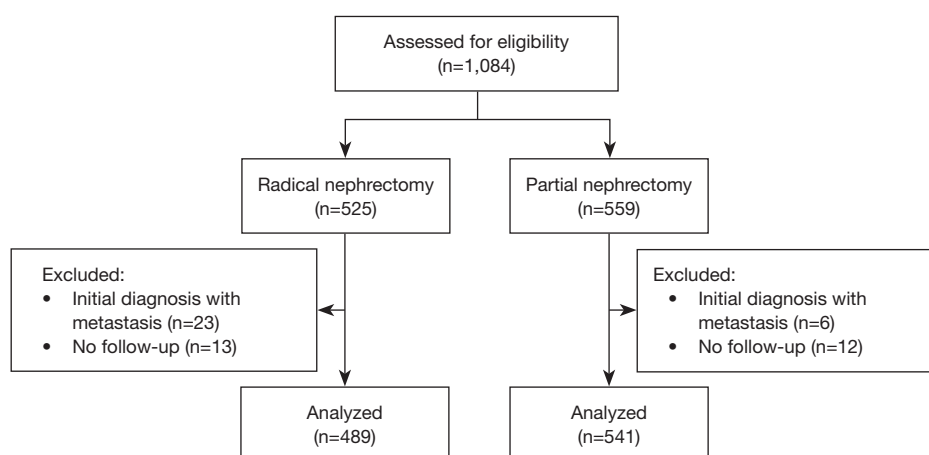 Assessed for eligibility
(n=1,084)
Radical nephrectomy
(n=525)
Partial nephrectomy
(n=559)
Excluded:
• Initial diagnosis with
metastasis (n=23)
• No follow-up (n=13)
Excluded:
• Initial diagnosis with
metastasis (n=6)
• No follow-up (n=12)
Analyzed
(n=489)
Analyzed
(n=541)